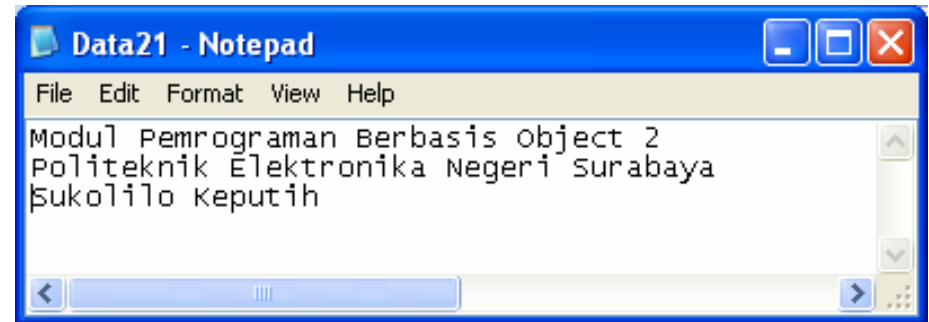 Data21 - Notepad
File Edit Format View Help
Modul Pemrograman Berbasis Object 2
Politeknik Elektronika Negeri Surabaya
Sukolilo Keputih